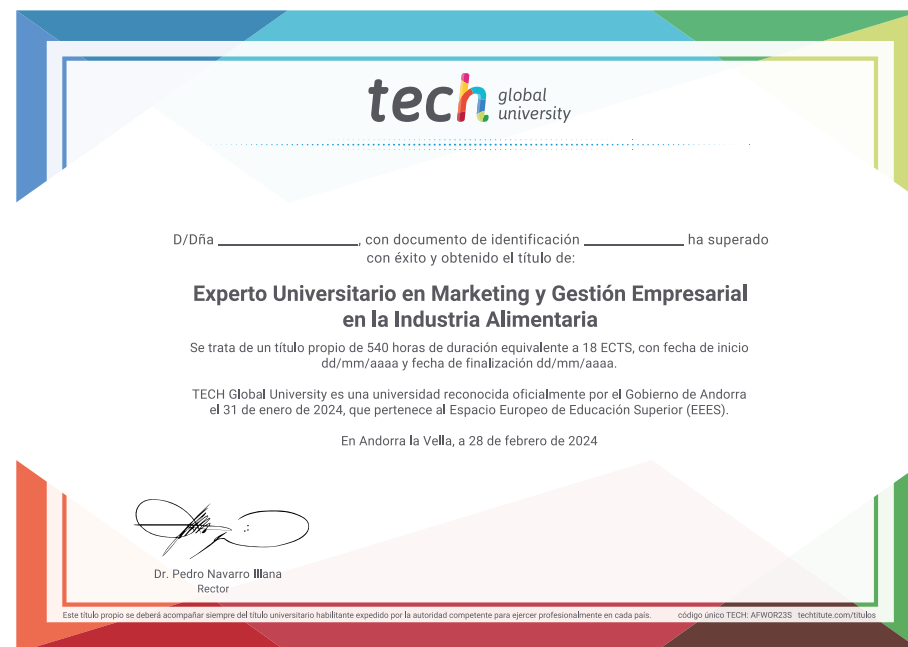 tech global university
D/Dña ______________, con documento de identificación __________ ha superado
con éxito y obtenido el título de:
Experto Universitario en Marketing y Gestión Empresarial
en la Industria Alimentaria
Se trata de un título propio de 540 horas de duración equivalente a 18 ECTS, con fecha de inicio
dd/mm/aaaa y fecha de finalización dd/mm/aaaa.
TECH Global University es una universidad reconocida oficialmente por el Gobierno de Andorra
el 31 de enero de 2024, que pertenece al Espacio Europeo de Educación Superior (EEES).
En Andorra la Vella, a 28 de febrero de 2024
Dr. Pedro Navarro Illana
Rector
Este título propio se deberá acompañar siempre del título universitario habilitante expedido por la autoridad competente para ejercer profesionalmente en cada país. código único TECH: AFWOR23S techtitute.com/titulos